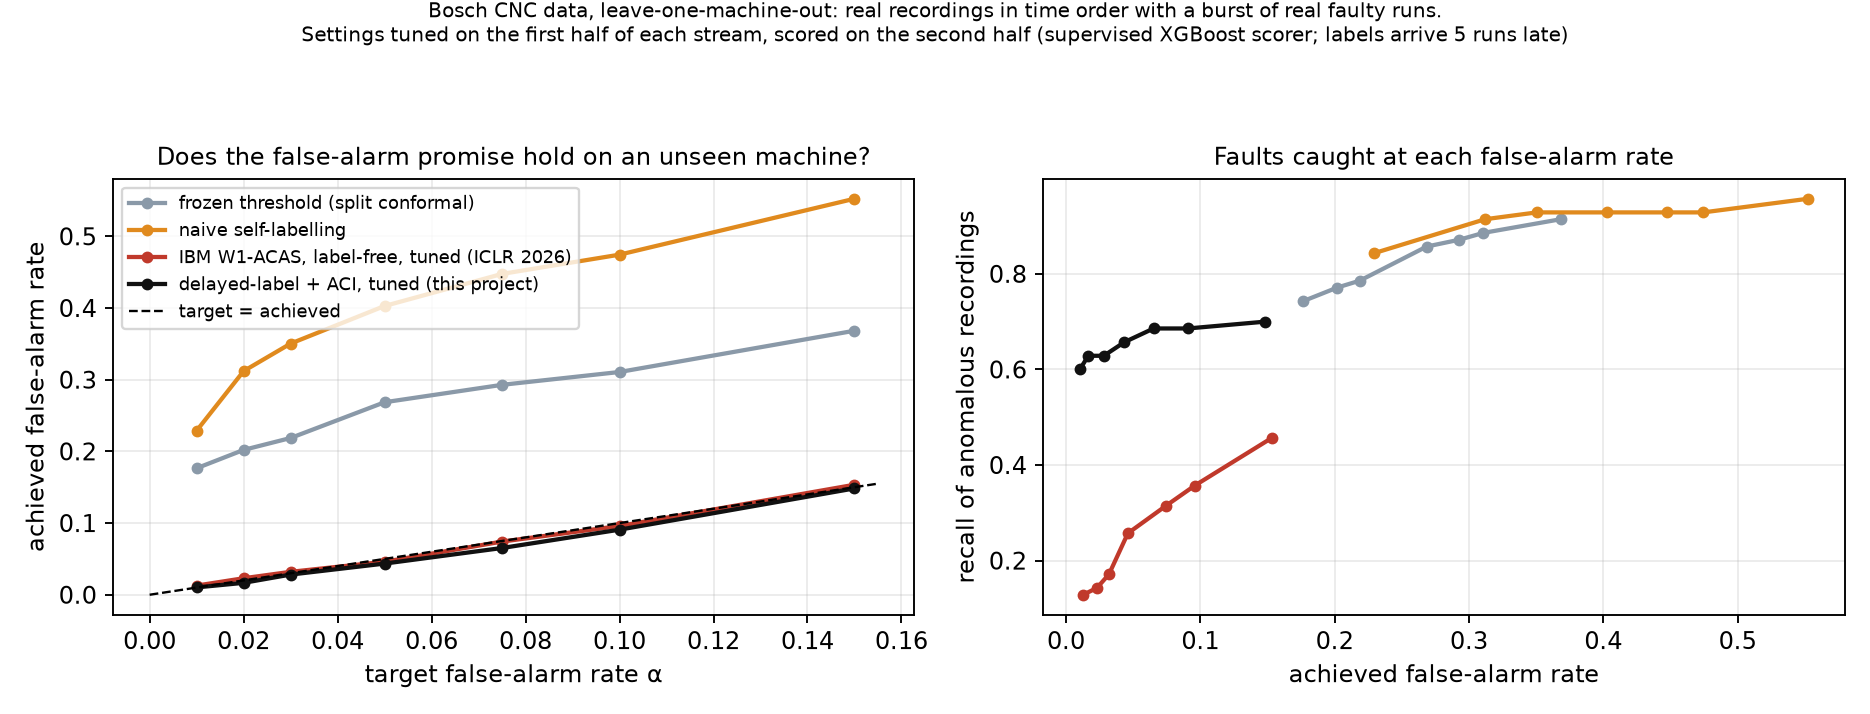 Bosch CNC data, leave-one-machine-out: real recordings in time order with a burst of real faulty runs.
Settings tuned on the first half of each stream, scored on the second half (supervised XGBoost scorer; labels arrive 5 runs late)
Does the false-alarm promise hold on an unseen machine?
frozen threshold (split conformal)
naive self-labelling
IBM W1-ACAS, label-free, tuned (ICLR 2026)
delayed-label + ACI, tuned (this project)
target = achieved
achieved false-alarm rate
0.5
0.4
0.3
0.2
0.1
0.0
0.00 0.02 0.04 0.06 0.08 0.10 0.12 0.14 0.16
target false-alarm rate α
Faults caught at each false-alarm rate
recall of anomalous recordings
0.8
0.6
0.4
0.2
0.0 0.1 0.2 0.3 0.4 0.5
achieved false-alarm rate